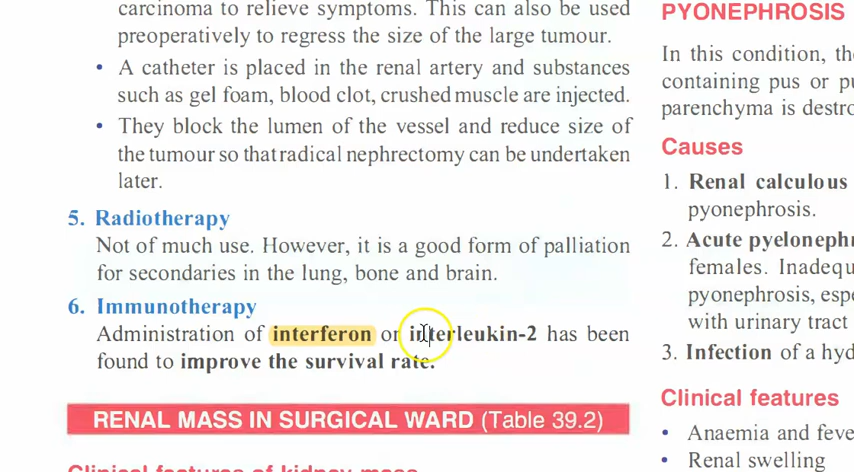 carcinoma to relieve symptoms. This can also be used
preoperatively to regress the size of the large tumour.
• A catheter is placed in the renal artery and substances
such as gel foam, blood clot, crushed muscle are injected.
• They block the lumen of the vessel and reduce size of
the tumour so that radical nephrectomy can be undertaken
later.
5. Radiotherapy
Not of much use. However, it is a good form of palliation
for secondaries in the lung, bone and brain.
6. Immunotherapy
Administration of interferon or interleukin-2 has been
found to improve the survival rate.
RENAL MASS IN SURGICAL WARD (Table 39.2)
Clinical features of kidney mass
PYONEPHROSIS
In this condition, the
containing pus or pu
parenchyma is destro
Causes
1. Renal calculous
pyonephrosis.
2. Acute pyeloneph
females. Inadequ
pyonephrosis, espe
with urinary tract
3. Infection of a hyd
Clinical features
• Anaemia and feve
• Renal swelling